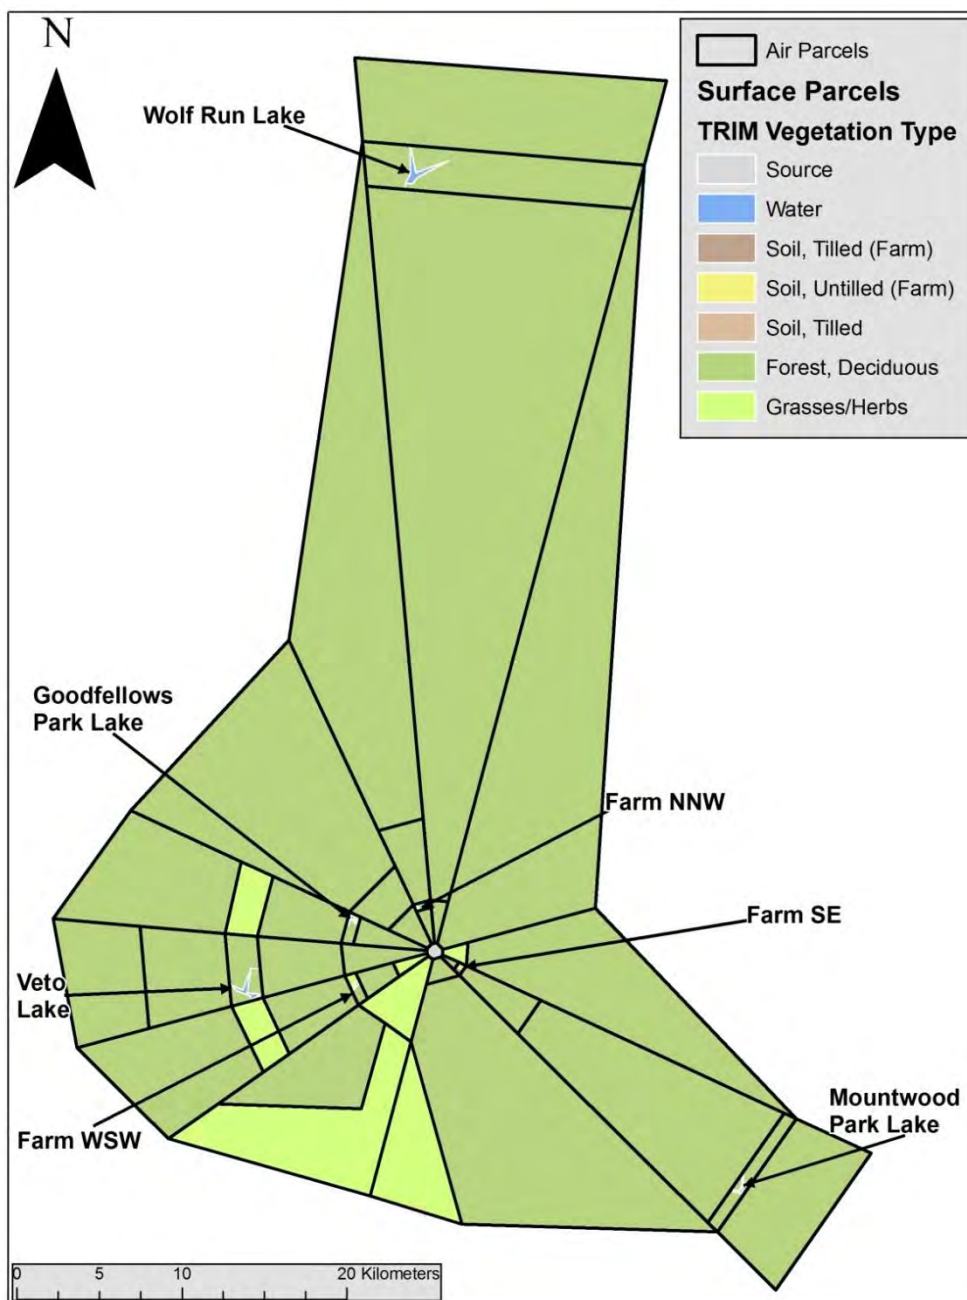 N
Wolf Run Lake
Air Parcels
Surface Parcels
TRIM Vegetation Type
Source
Water
Soil, Tilled (Farm)
Soil, Untilled (Farm)
Soil, Tilled
Forest, Deciduous
Grasses/Herbs
Goodfellows
Park Lake
Farm NNW
Farm SE
Veto
Lake
Mountwood
Park Lake
Farm WSW
0 5 10 20 Kilometers